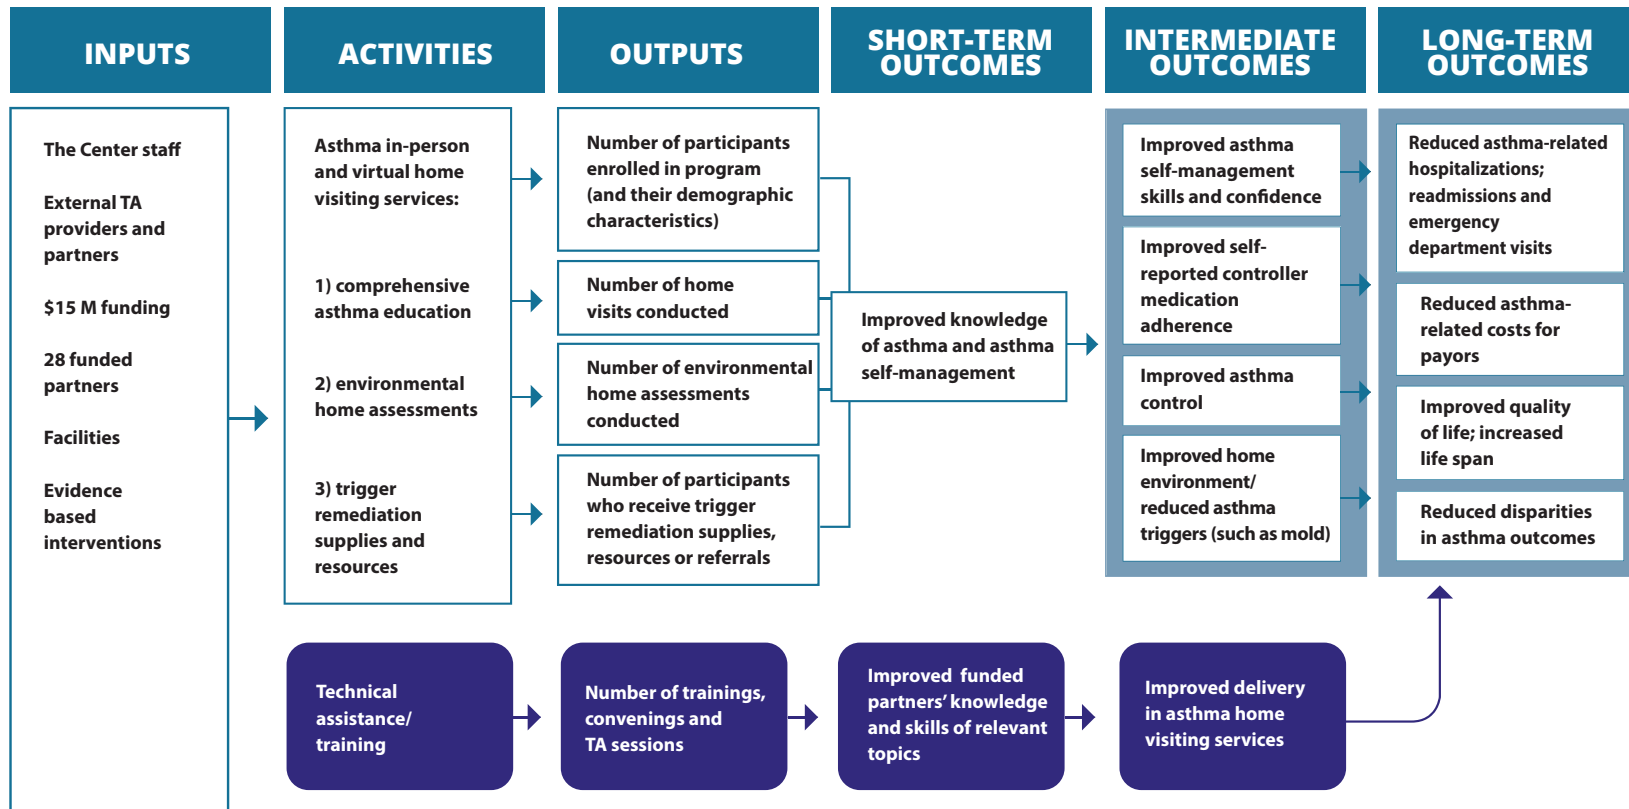 INPUTS
ACTIVITIES
OUTPUTS
SHORT-TERM
OUTCOMES
INTERMEDIATE
OUTCOMES
LONG-TERM
OUTCOMES
The Center staff
External TA
providers and
partners
$15 M funding
28 funded
partners
Facilities
Evidence
based
interventions
Asthma in-person
and virtual home
visiting services:
1) comprehensive
asthma education
2) environmental
home assessments
3) trigger
remediation
supplies and
resources
Number of participants
enrolled in program
(and their demographic
characteristics)
Number of home
visits conducted
Number of environmental
home assessments
conducted
Number of participants
who receive trigger
remediation supplies,
resources or referrals
Improved knowledge
of asthma and asthma
self-management
Improved asthma
self-management
skills and confidence
Improved self-
reported controller
medication
adherence
Improved asthma
control
Improved home
environment/
reduced asthma
triggers (such as mold)
Reduced asthma-related
hospitalizations;
readmissions and
emergency
department visits
Reduced asthma-
related costs for
payors
Improved quality
of life; increased
life span
Reduced disparities
in asthma outcomes
Technical
assistance/
training
Number of trainings,
convenings and
TA sessions
Improved funded
partners' knowledge
and skills of relevant
topics
Improved delivery
in asthma home
visiting services